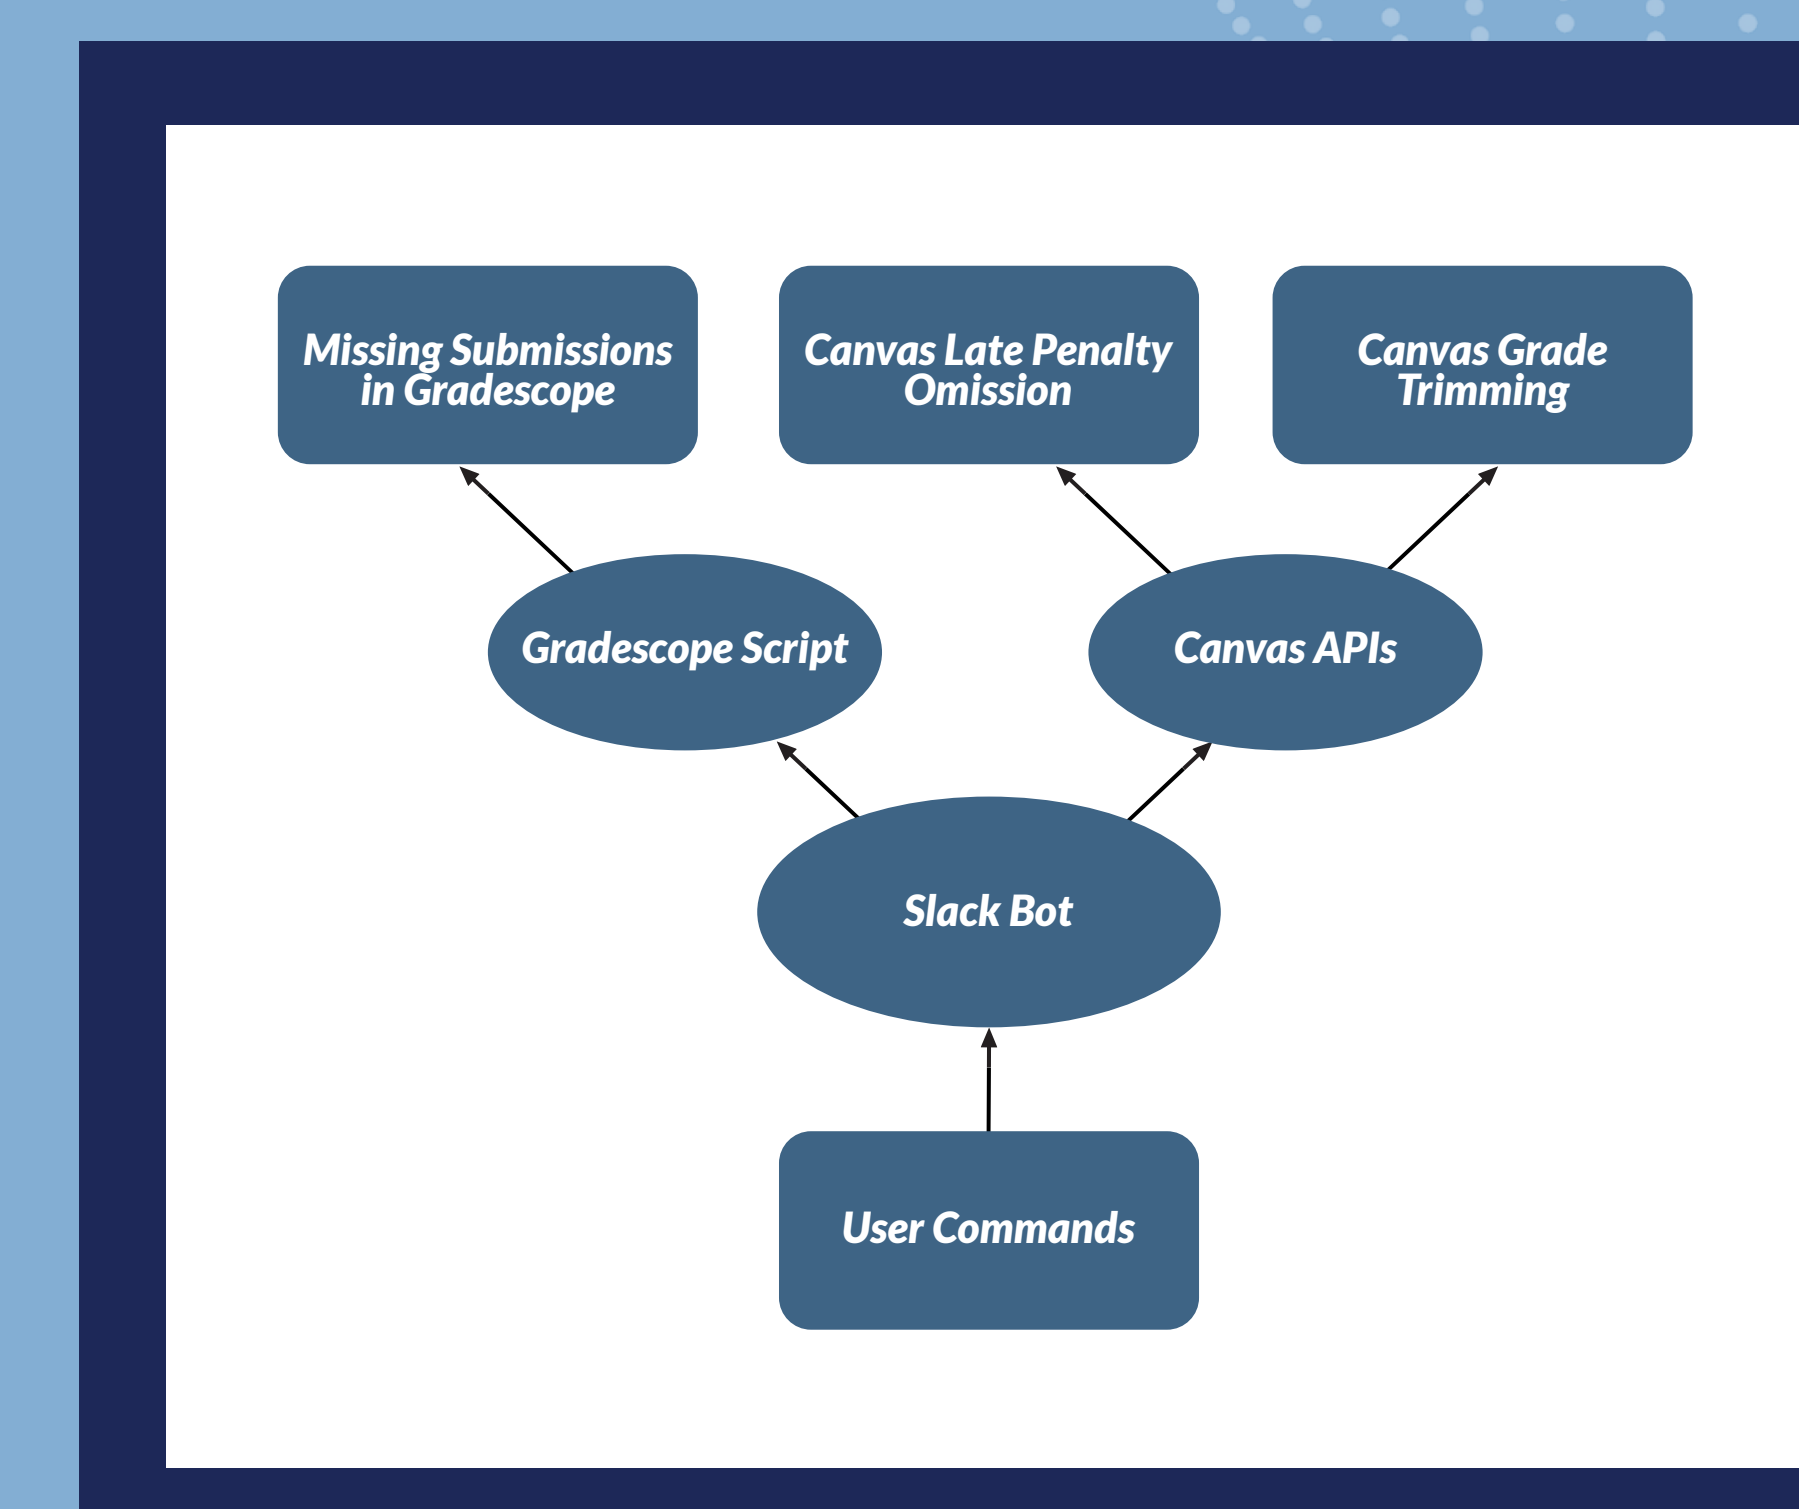 Missing Submissions
in Gradescope
Canvas Late Penalty
Omission
Canvas Grade
Trimming
Gradescope Script
Canvas APIs
Slack Bot
User Commands